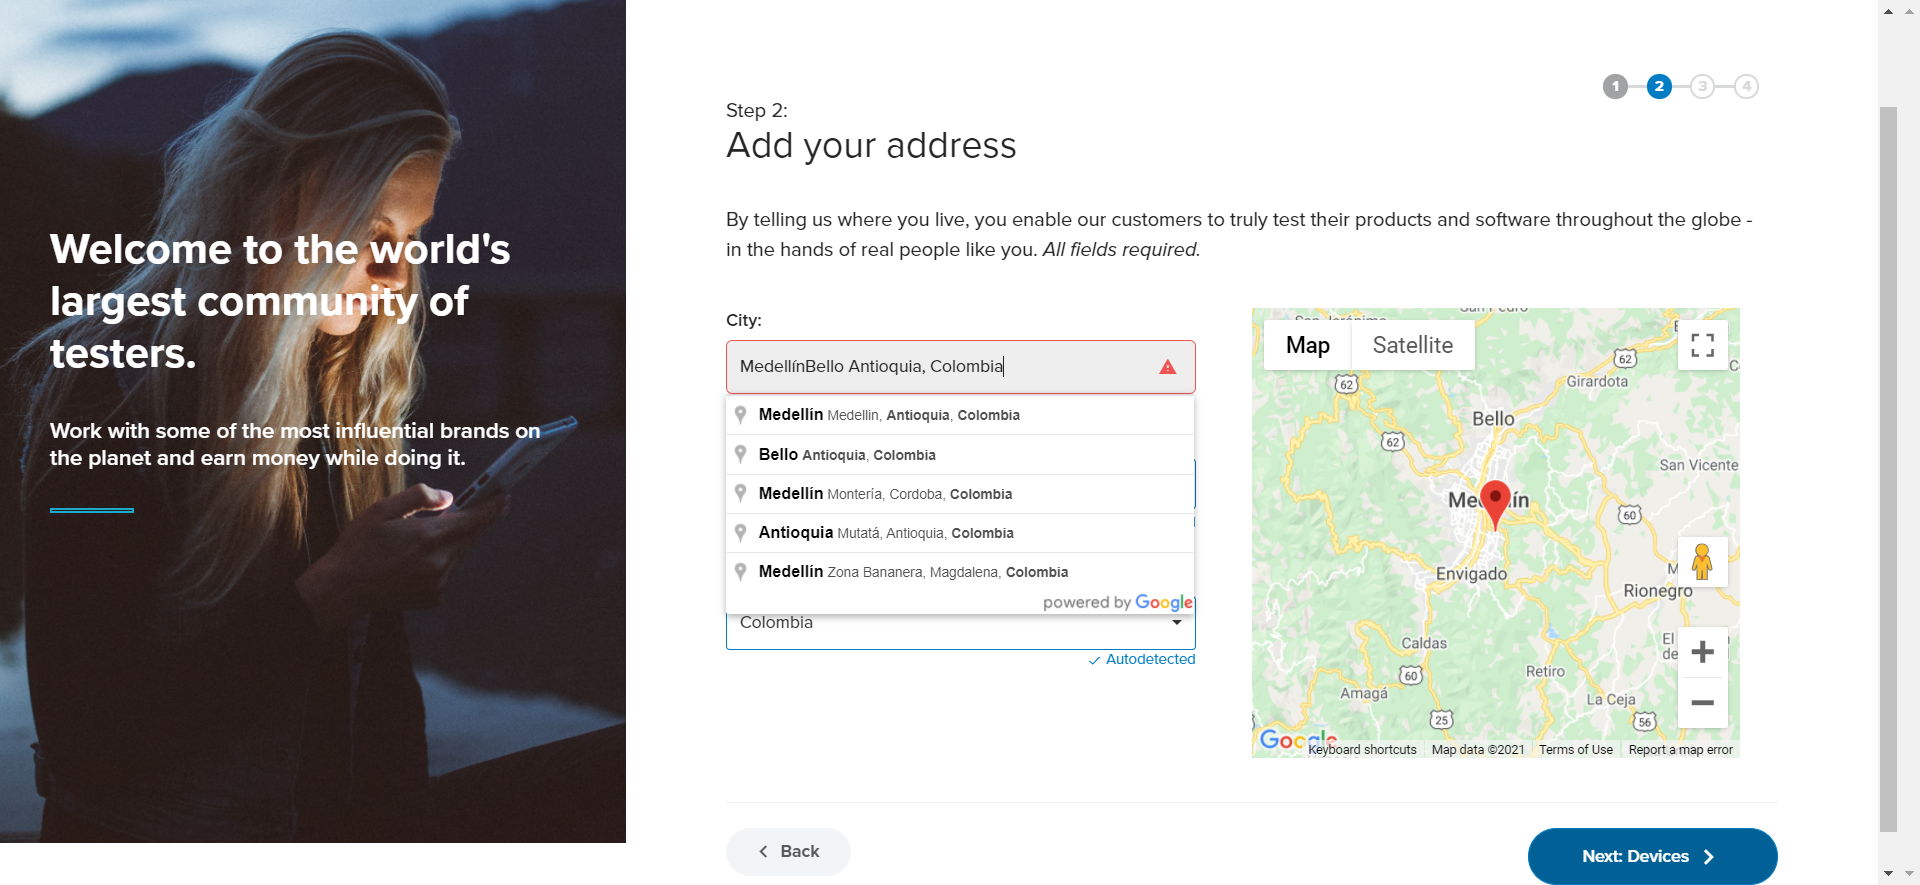 Welcome to the world's
largest community of
testers.
Work with some of the most influential brands on
the planet and earn money while doing it.
1 2 3 4
Step 2:
Add your address
By telling us where you live, you enable our customers to truly test their products and software throughout the globe -
in the hands of real people like you. All fields required.
City:
MedellínBello Antioquia, Colombia
Medellín Medellin, Antioquia, Colombia
Bello Antioquia, Colombia
Medellín Montería, Cordoba, Colombia
Antioquia Mutatá, Antioquia, Colombia
Medellín Zona Bananera, Magdalena, Colombia
powered by Google
Colombia
Autodetected
Map Satellite
62
Girardota
62
Bello
62
San Vicente
Medellín
60
Envigado
Rionegro
Caldas
El
de
60
Retiro
Amagá
La Ceja
25
56
Google
Keyboard shortcuts Map data ©2021 Terms of Use Report a map error
Back
Next: Devices